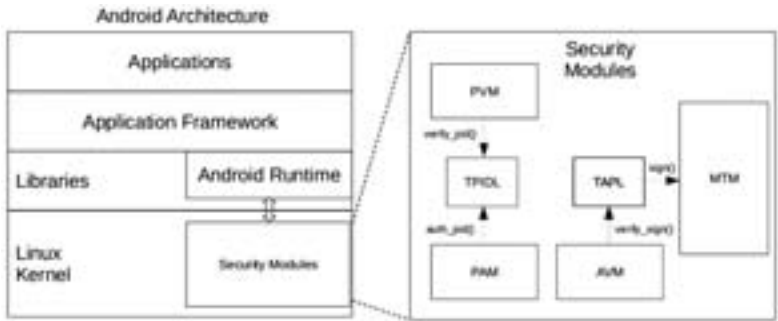 Android Architecture
Applications
Application Framework
Libraries
Android Runtime
Linux
Kernel
Security Modules
Security
Modules
PVM
verify_pid()
TPIDL
auth_pid()
PAM
TAPL
sign()
MTM
verify_sign()
AVM